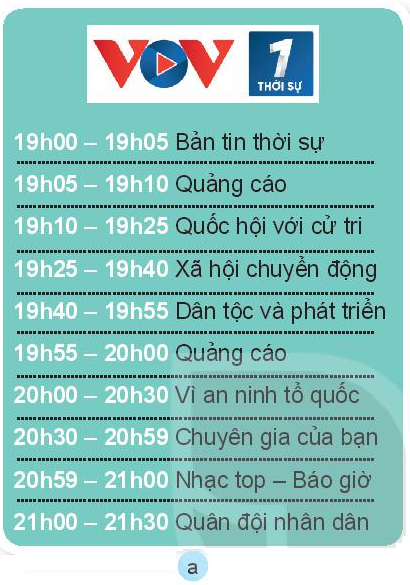 VOV 1
THỜI SỰ
19h00 – 19h05 Bản tin thời sự
19h05 – 19h10 Quảng cáo
19h10 – 19h25 Quốc hội với cử tri
19h25 – 19h40 Xã hội chuyển động
19h40 – 19h55 Dân tộc và phát triển
19h55 – 20h00 Quảng cáo
20h00 – 20h30 Vì an ninh tổ quốc
20h30 – 20h59 Chuyên gia của bạn
20h59 – 21h00 Nhạc top – Báo giờ
21h00 – 21h30 Quân đội nhân dân
a